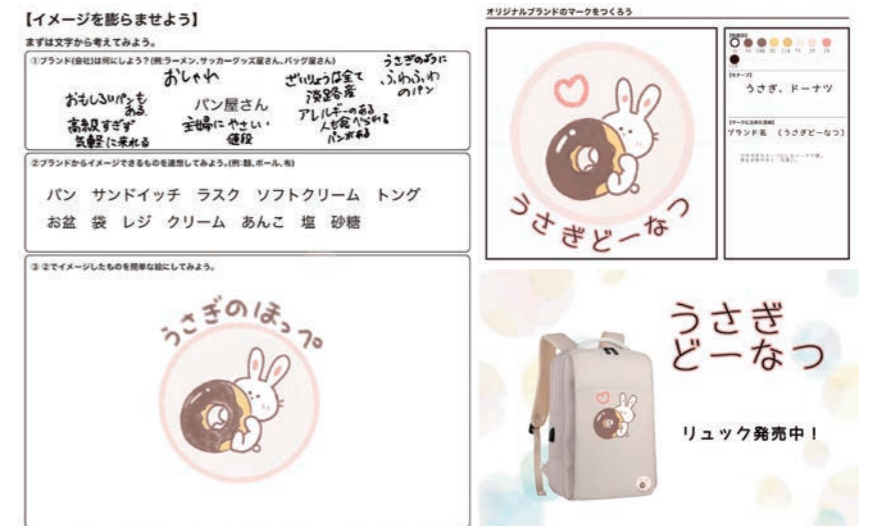 【イメージを膨らませよう】
まずは文字から考えてみよう。
①ブランド(会社)は何にしよう?(例:ラーメン、サッカーグッズ屋さん、バッグ屋さん)
おしゃれ
おもしろいパンも
ある
高級すぎず
気軽に来れる
パン屋さん
主婦にやさしい
値段
ざいりょうは全て
淡路産
アレルギーのある
人も食べられる
パンがある
うさぎのように
ふわふわ
のパン
②ブランドからイメージできるものを連想してみよう。(例:麺、ボール、布)
パン サンドイッチ ラスク ソフトクリーム トング
お盆 袋 レジ クリーム あんこ 塩 砂糖
③ ②でイメージしたものを簡単な絵にしてみよう。
うさぎのほっぺ
オリジナルブランドのマークをつくろう
うさぎどーなつ
うさぎ、ドーナツ
ブランド名 (うさぎどーなつ)
うさぎ
どーなつ
リュック発売中!